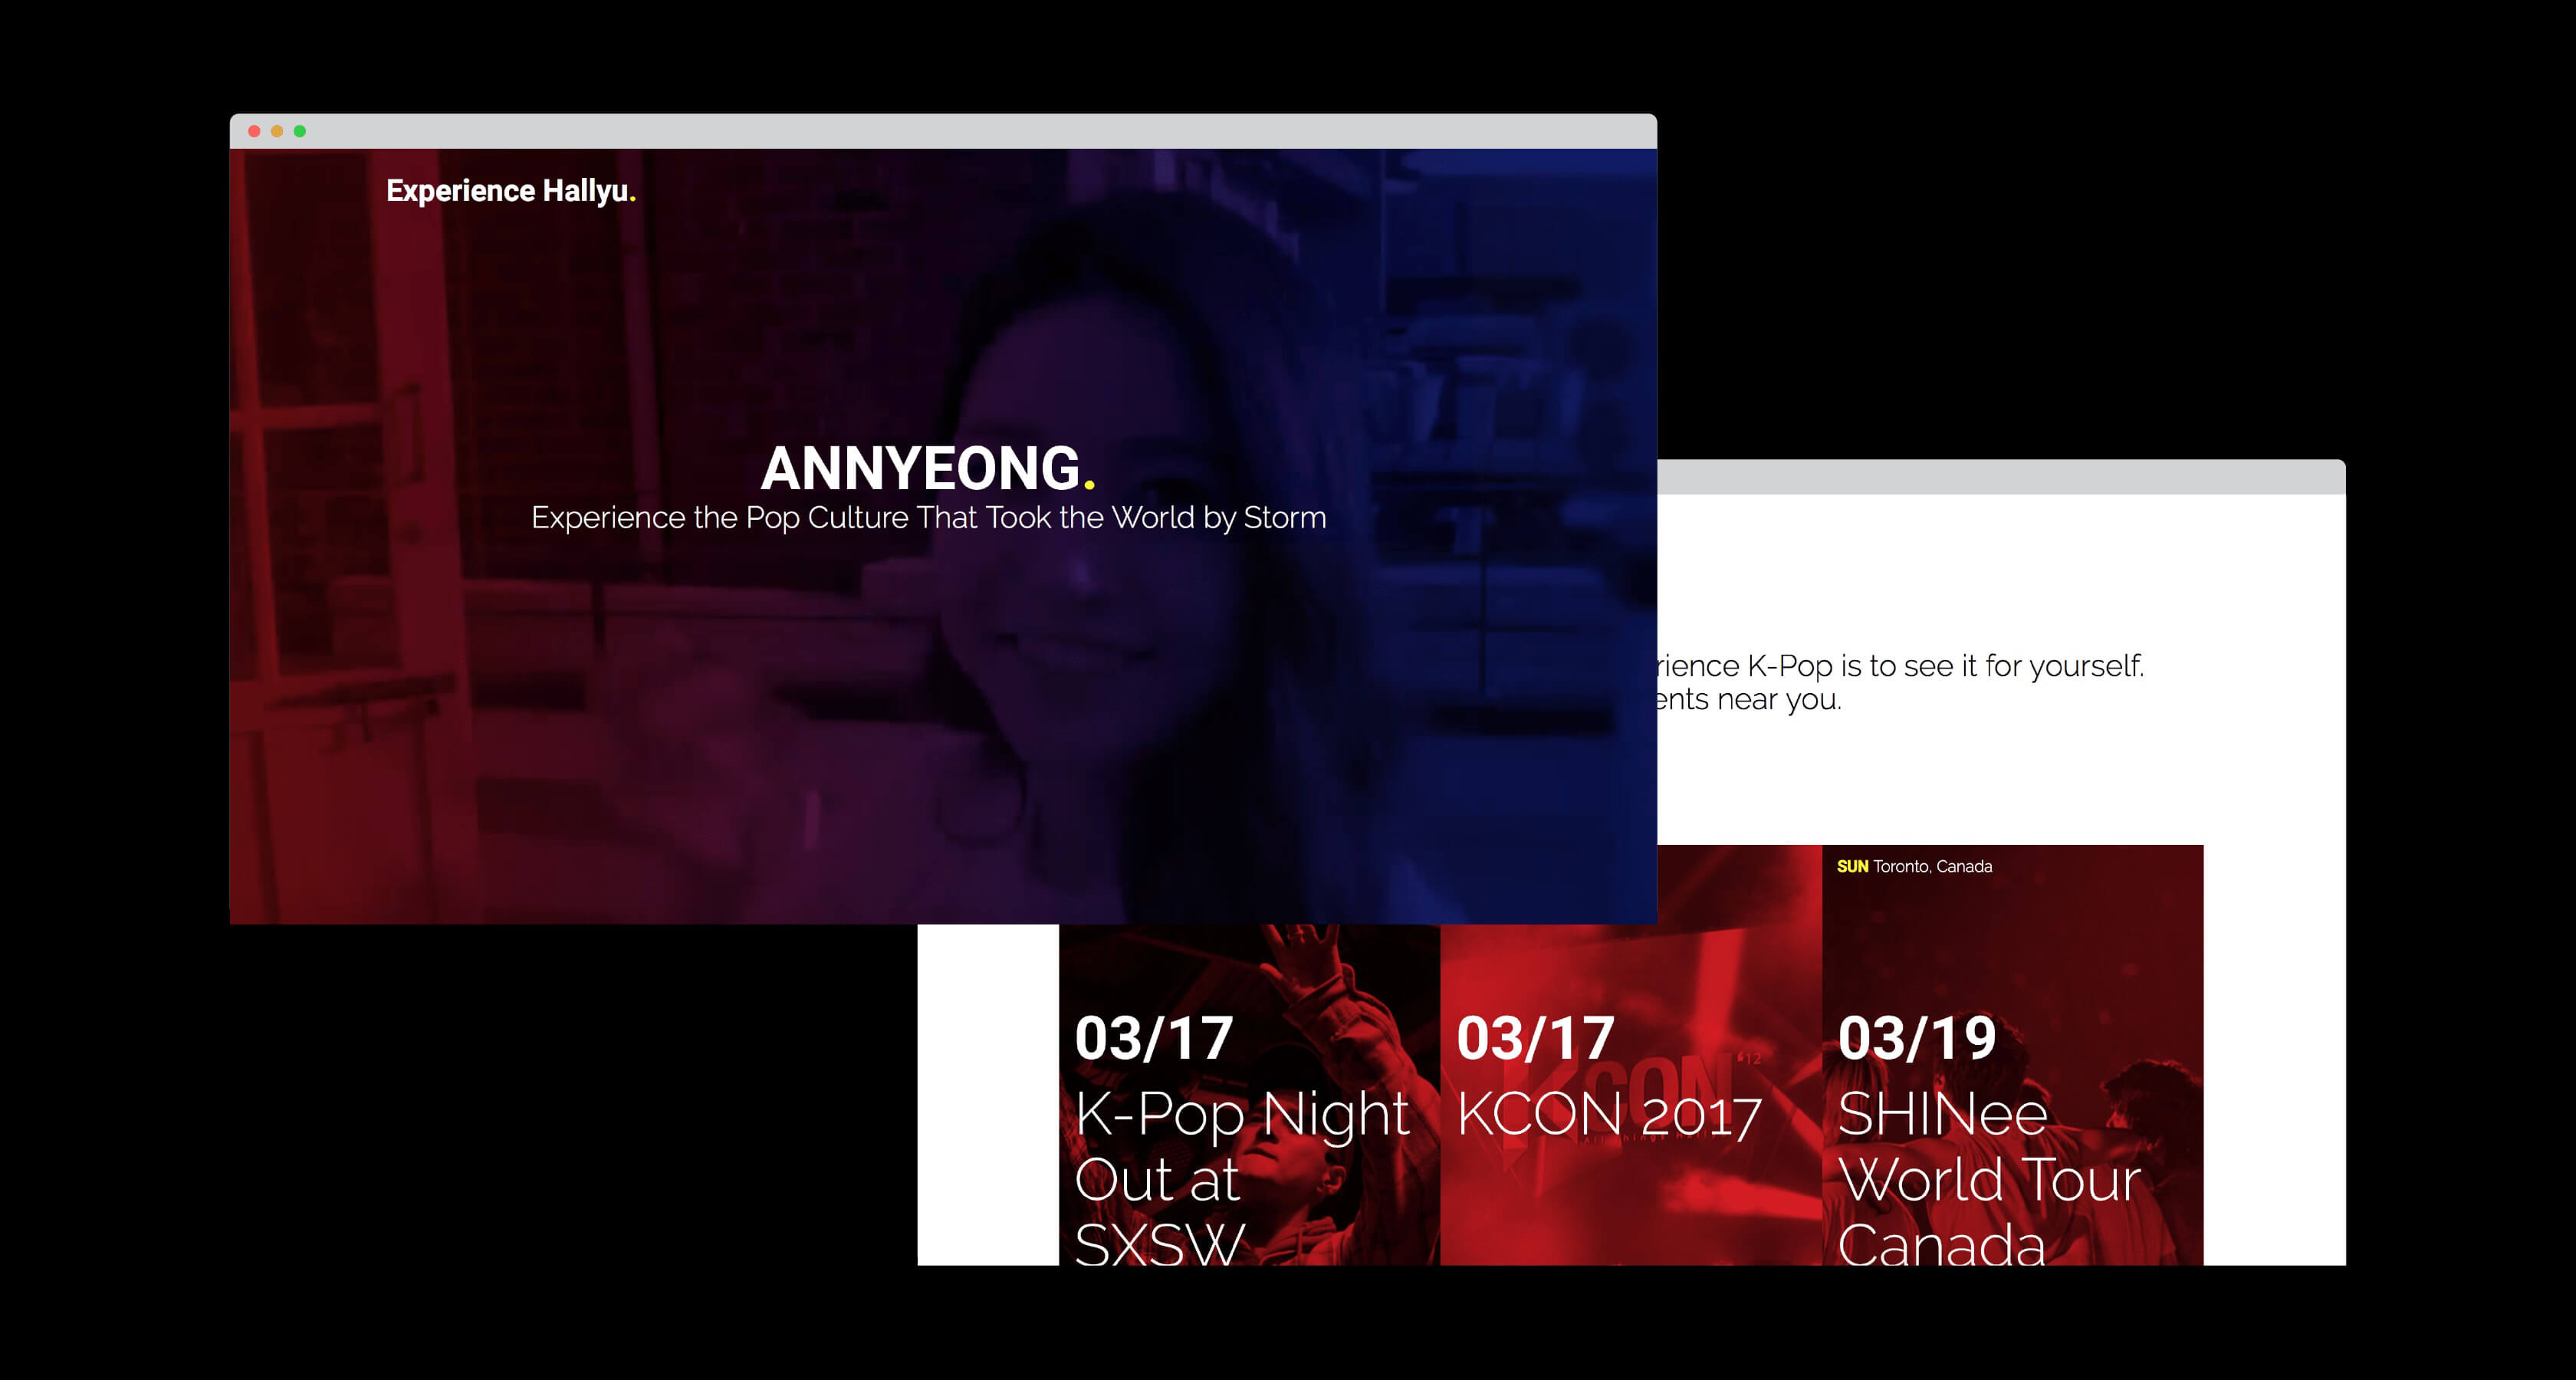 Experience Hallyu.
ANNYEONG.
Experience the Pop Culture That Took the World by Storm
K-Pop is to see it for yourself.
near you.
SUN Toronto, Canada
03/17
K-Pop Night
Out at
SXSW
03/17
KCON '12
KCON 2017
03/19
SHINee
World Tour
Canada